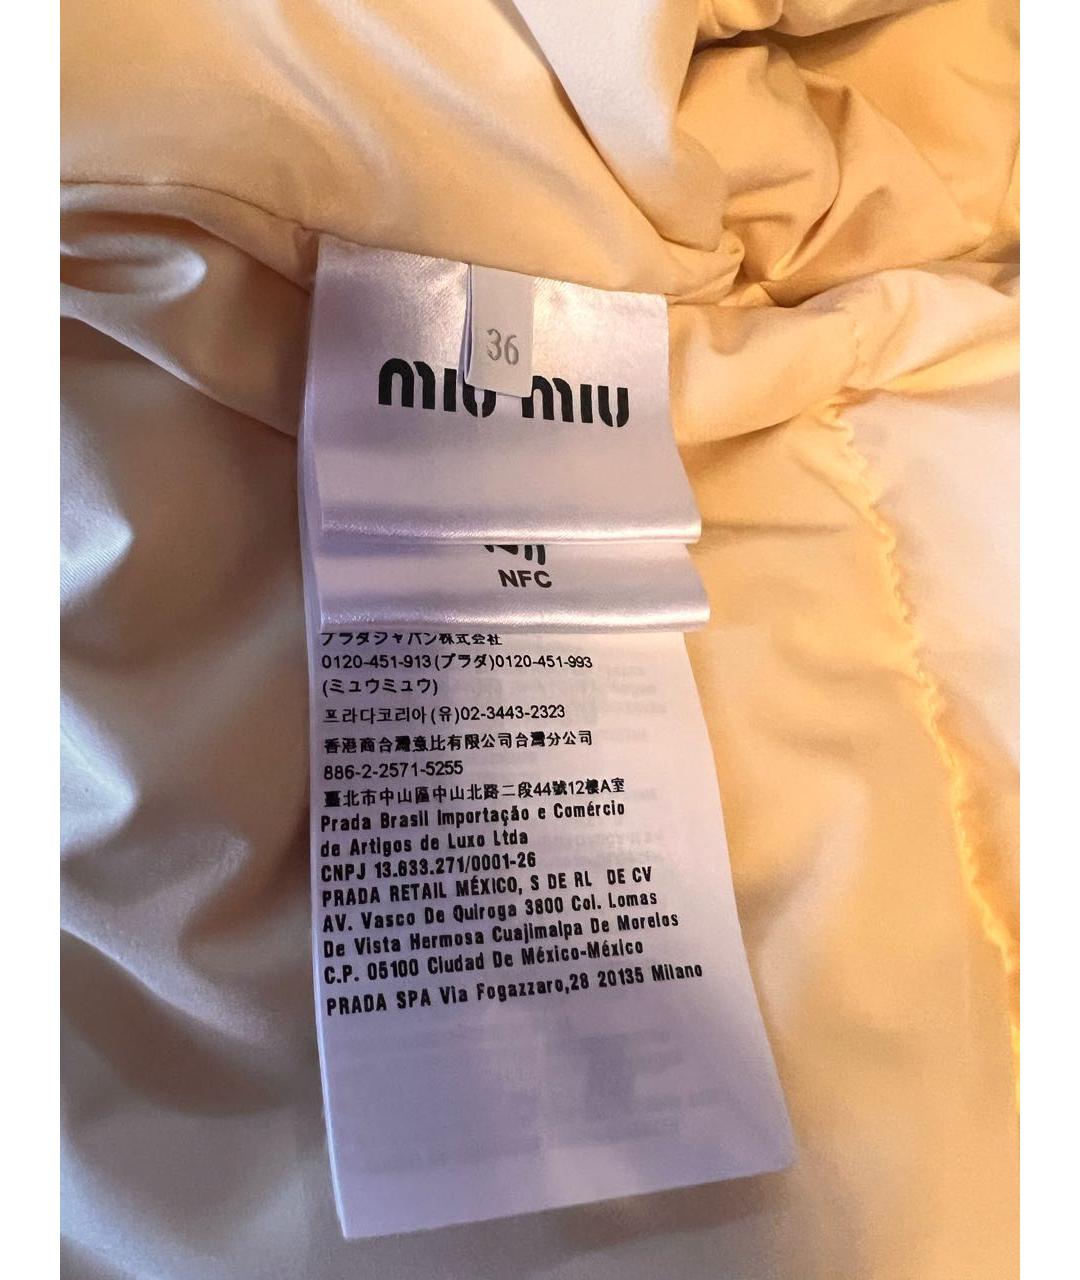 36
miu miu
NFC
プラダジャパン株式会社
0120-451-913(プラダ)0120-451-993
(ミュウミュウ)
프라다코리아(유)02-3443-2323
香港商台灣意比有限公司台灣分公司
886-2-2571-5255
臺北市中山區中山北路二段44號12樓A室
Prada Brasil Importação e Comércio
de Artigos de Luxo Ltda
CNPJ 13.633.271/0001-26
PRADA RETAIL MÉXICO, S DE RL DE CV
AV. Vasco De Quiroga 3800 Col. Lomas
De Vista Hermosa Cuajimalpa De Morelos
C.P. 05100 Ciudad De México-México
PRADA SPA Via Fogazzaro,28 20135 Milano